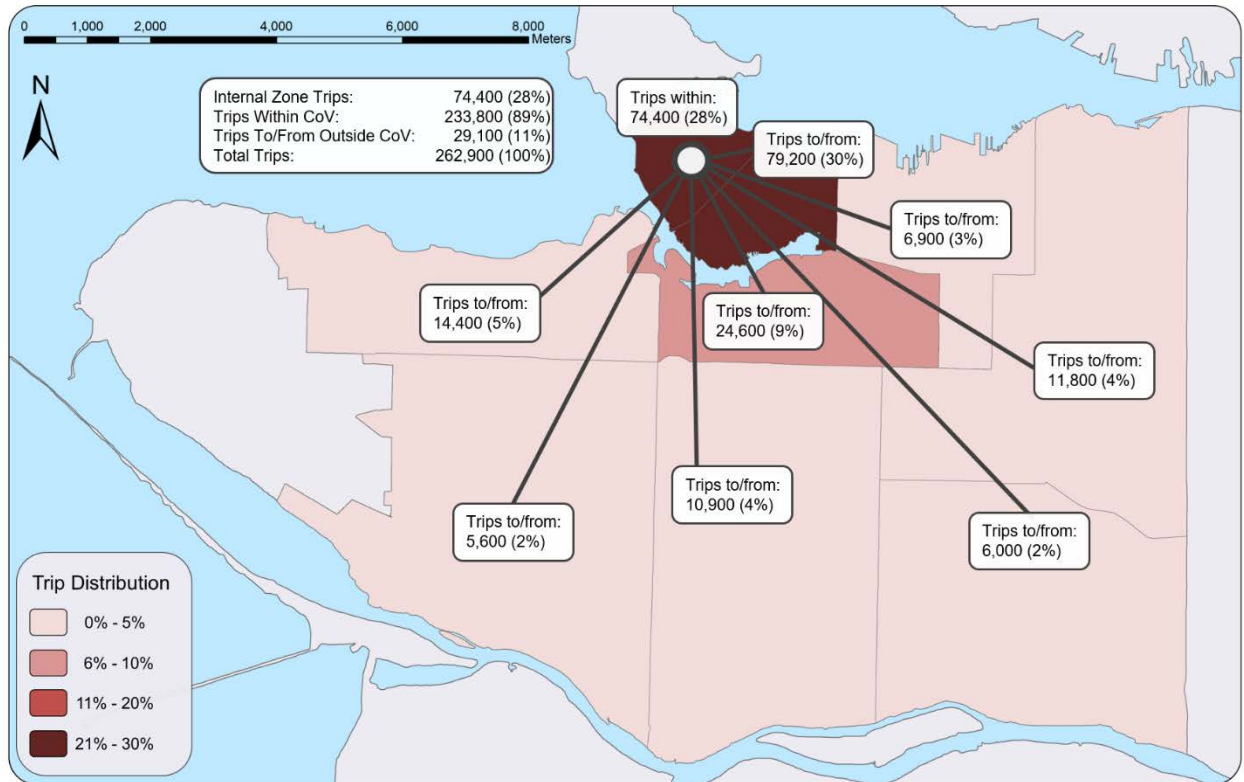 0 1,000 2,000 4,000 6,000 8,000
Meters
N
Internal Zone Trips: 74,400 (28%)
Trips Within CoV: 233,800 (89%)
Trips To/From Outside CoV: 29,100 (11%)
Total Trips: 262,900 (100%)
Trips within:
74,400 (28%)
Trips to/from:
79,200 (30%)
Trips to/from:
6,900 (3%)
Trips to/from:
14,400 (5%)
Trips to/from:
24,600 (9%)
Trips to/from:
11,800 (4%)
Trips to/from:
10,900 (4%)
Trips to/from:
5,600 (2%)
Trips to/from:
6,000 (2%)
Trip Distribution
0% - 5%
6% - 10%
11% - 20%
21% - 30%